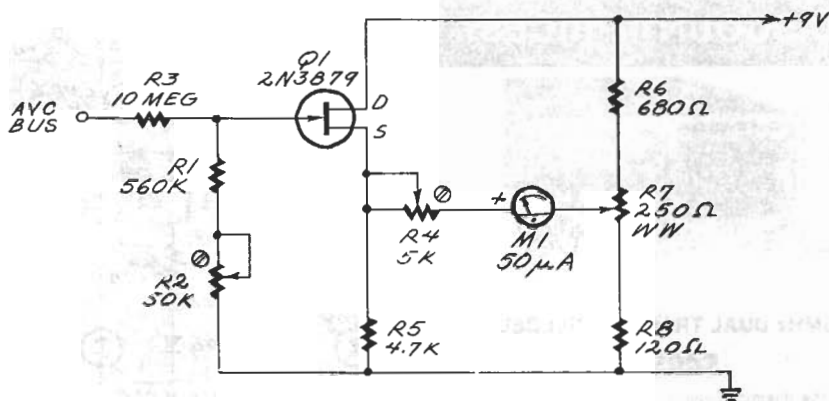 +9V
Q1
2N3879
R3
10 MEG
AVC
BUS
D
S
R6
680Ω
R1
560K
R7
250Ω
WW
+
R4
5K
M1
50μA
R2
50K
R5
4.7K
R8
120Ω